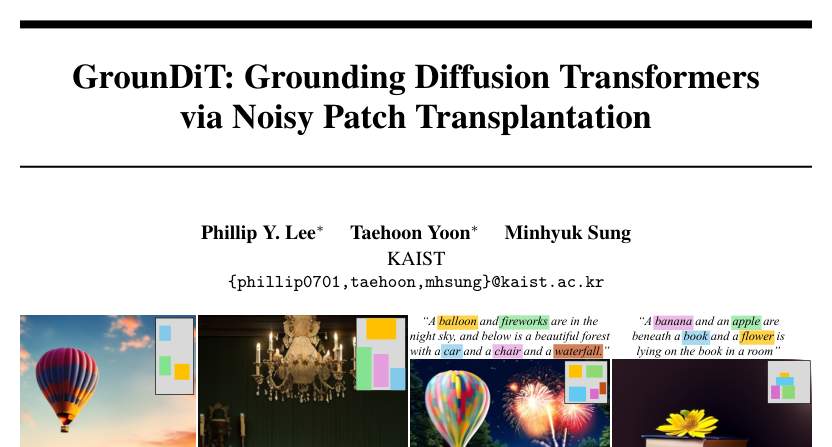 GrounDiT: Grounding Diffusion Transformers
via Noisy Patch Transplantation
Phillip Y. Lee* Taehoon Yoon* Minhyuk Sung
KAIST
{phillip0701,taehoon,mhsung}@kaist.ac.kr
“A balloon and fireworks are in the
night sky, and below is a beautiful forest
with a car and a chair and a waterfall.”
“A banana and an apple are
beneath a book and a flower is
lying on the book in a room”